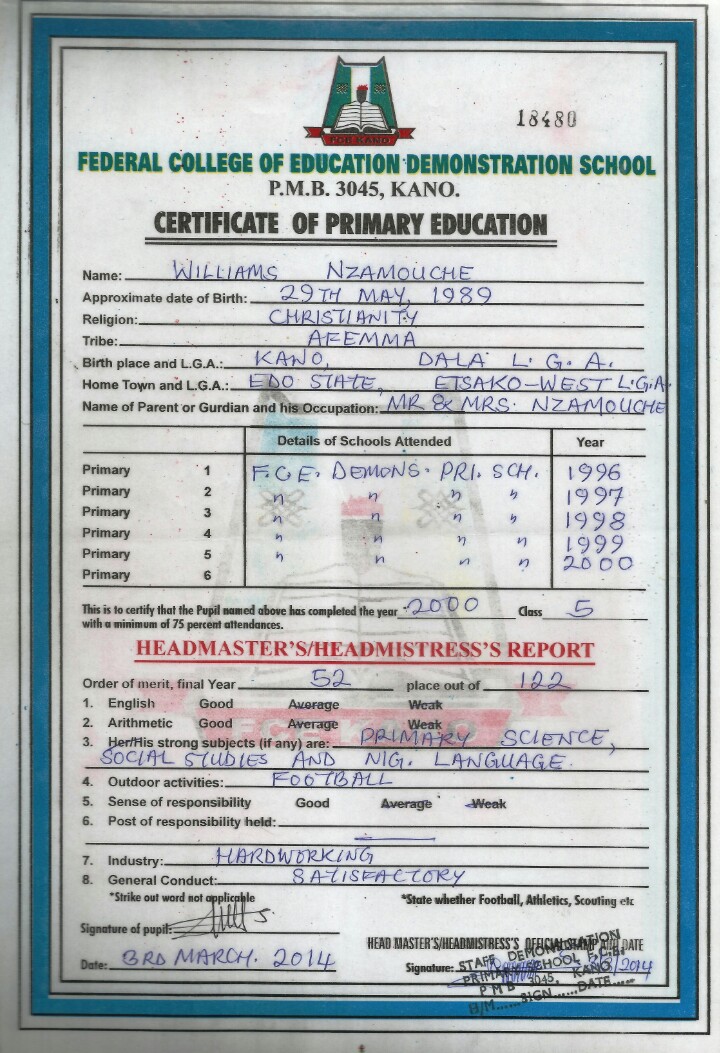 18480
F.C.E KANO
FEDERAL COLLEGE OF EDUCATION DEMONSTRATION SCHOOL
P.M.B. 3045, KANO.
CERTIFICATE OF PRIMARY EDUCATION
Name: WILLIAMS NZAMOUCHE
Approximate date of Birth: 29TH MAY, 1989
Religion: CHRISTIANITY
Tribe: AFEMMA
Birth place and L.G.A.: KANO, DALA L.G.A.
Home Town and L.G.A.: EDO STATE, ETSAKO-WEST L.G.A.
Name of Parent or Gurdian and his Occupation: MR & MRS. NZAMOUCHE
Details of Schools Attended Year
Primary 1 F.C.E. DEMONS. PRI. SCH. 1996
Primary 2 " " " " 1997
Primary 3 " " " " 1998
Primary 4 " " " " 1999
Primary 5 " " " " 2000
Primary 6
This is to certify that the Pupil named above has completed the year 2000 Class 5
with a minimum of 75 percent attendances.
HEADMASTER'S/HEADMISTRESS'S REPORT
Order of merit, final Year 52 place out of 122
1. English Good Average Weak
2. Arithmetic Good Average Weak
3. Her/His strong subjects (if any) are: PRIMARY SCIENCE,
SOCIAL STUDIES AND NIG. LANGUAGE.
4. Outdoor activities: FOOTBALL
5. Sense of responsibility Good Average Weak
6. Post of responsibility held:
7. Industry: HARDWORKING
8. General Conduct: SATISFACTORY
*Strike out word not applicable *State whether Football, Athletics, Scouting etc
Signature of pupil:
HEAD MASTER'S/HEADMISTRESS'S OFFICIAL STAMP AND DATE
Date: 3RD MARCH. 2014 Signature:
STAFF DEMONSTRATION
PRIMARY SCHOOL F.C.E.
P M B 3045, KANO
H/M......SIGN......DATE......
F.C.E KANO